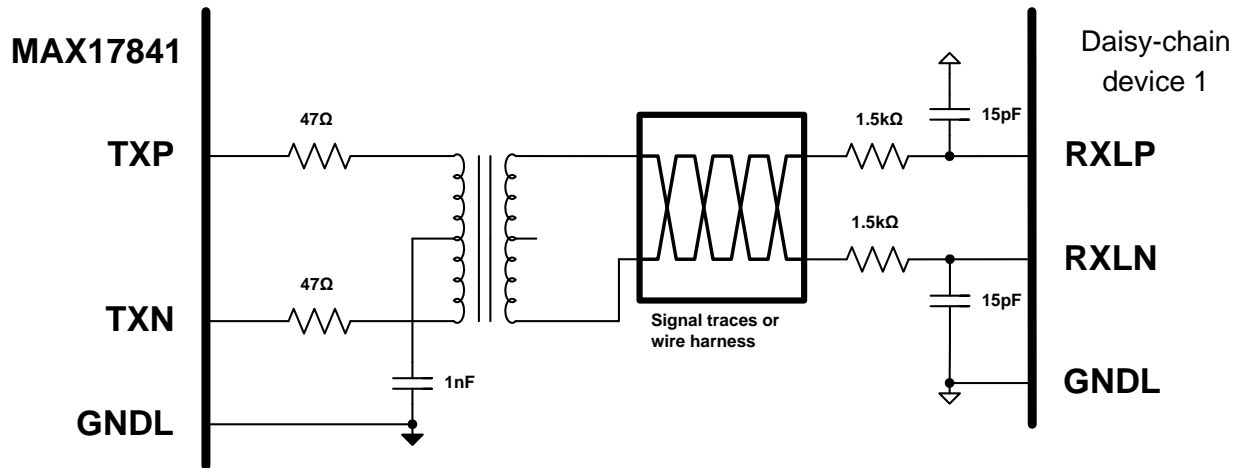 MAX17841
Daisy-chain
device 1
47Ω
1.5kΩ
15pF
TXP
RXLP
1.5kΩ
RXLN
47Ω
15pF
TXN
Signal traces or
wire harness
1nF
GNDL
GNDL